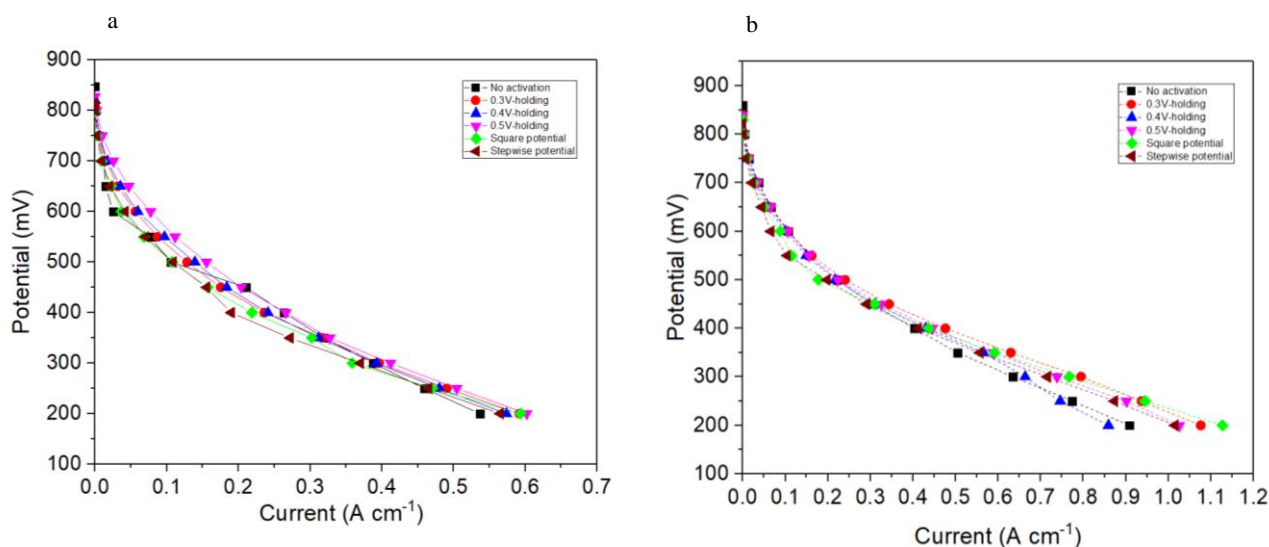 a
900
800
700
600
500
400
300
200
100
Potential (mV)
0.0 0.1 0.2 0.3 0.4 0.5 0.6 0.7
Current (A cm⁻¹)
No activation
0.3V-holding
0.4V-holding
0.5V-holding
Square potential
Stepwise potential
b
900
800
700
600
500
400
300
200
100
Potential (mV)
0.0 0.1 0.2 0.3 0.4 0.5 0.6 0.7 0.8 0.9 1.0 1.1 1.2
Current (A cm⁻¹)
No activation
0.3V-holding
0.4V-holding
0.5V-holding
Square potential
Stepwise potential